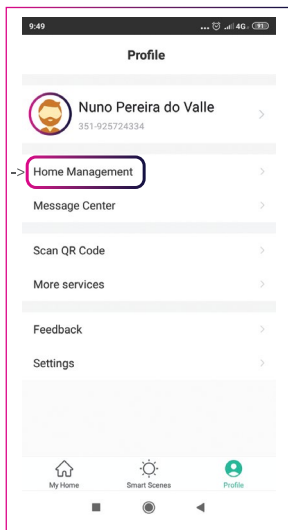 9:49
... 4G 91
Profile
Nuno Pereira do Valle
351-925724334
-> Home Management
Message Center
Scan QR Code
More services
Feedback
Settings
My Home Smart Scenes Profile